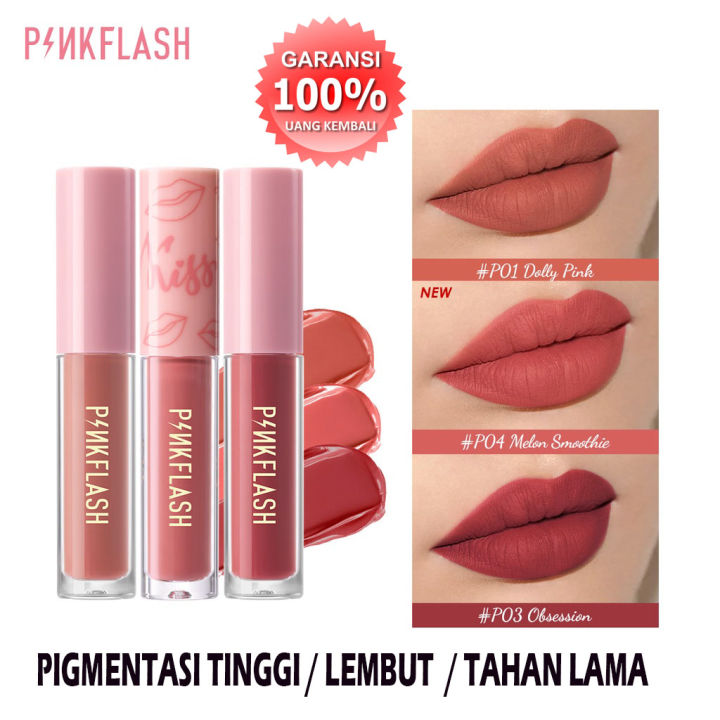 PINKFLASH
GARANSI
100%
UANG KEMBALI
Kiss
PINKFLASH
PINKFLASH
PINKFLASH
#P01 Dolly Pink
NEW
#P04 Melon Smoothie
#P03 Obsession
PIGMENTASI TINGGI / LEMBUT / TAHAN LAMA